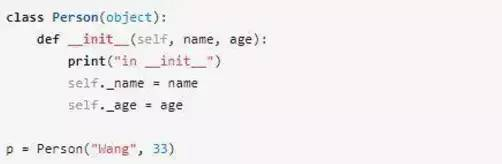 class Person(object):
    def __init__(self, name, age):
        print("in __init__")
        self._name = name
        self._age = age
p = Person("Wang", 33)